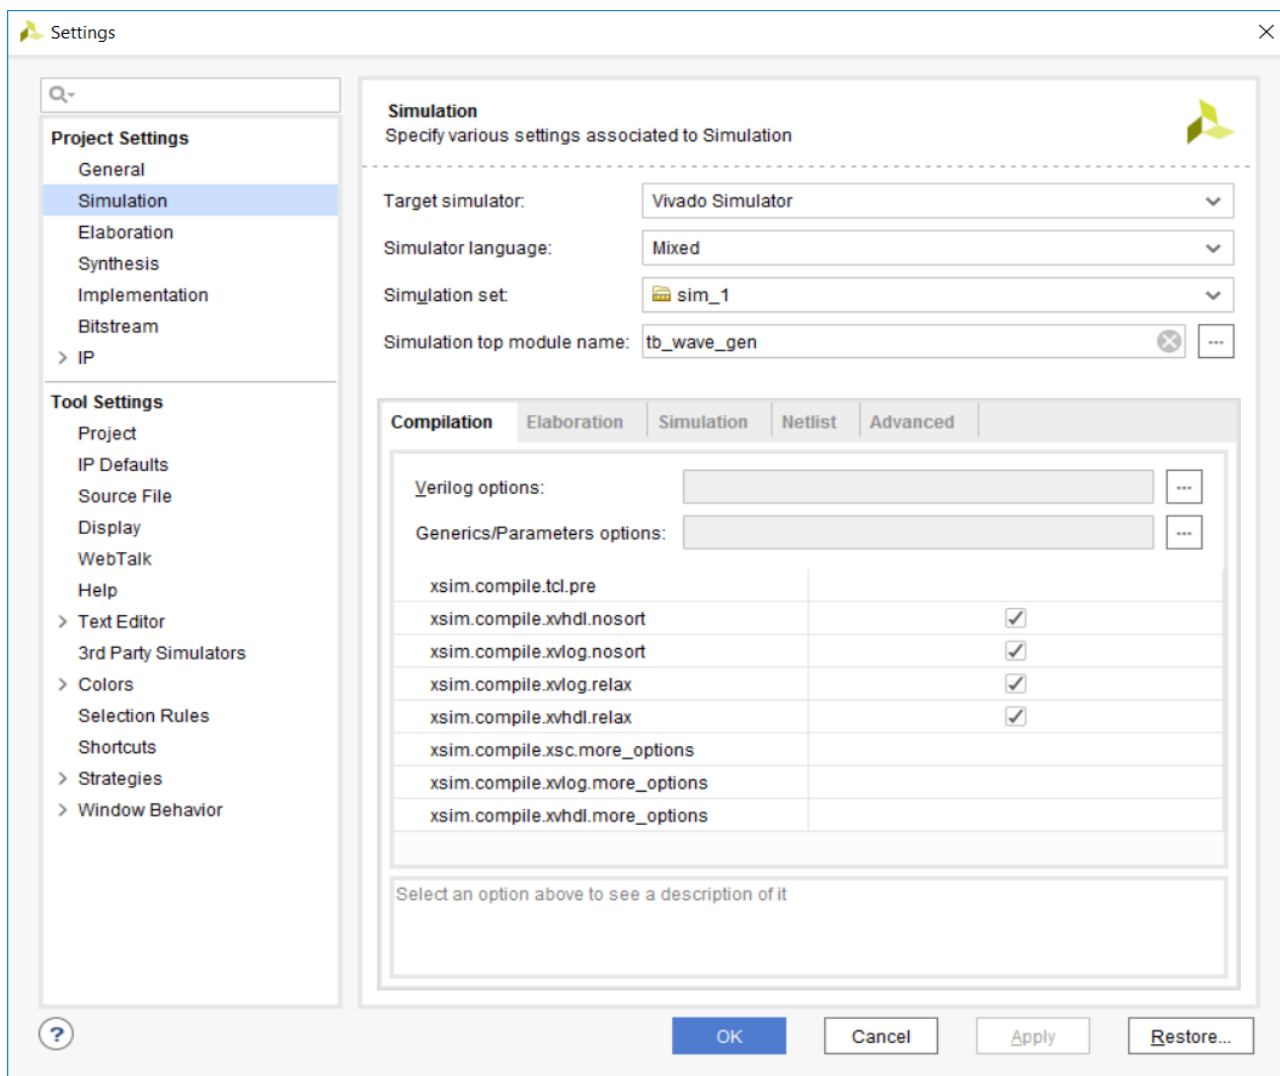 Settings
Project Settings
General
Simulation
Elaboration
Synthesis
Implementation
Bitstream
IP
Tool Settings
Project
IP Defaults
Source File
Display
WebTalk
Help
Text Editor
3rd Party Simulators
Colors
Selection Rules
Shortcuts
Strategies
Window Behavior
Simulation
Specify various settings associated to Simulation
Target simulator: Vivado Simulator
Simulator language: Mixed
Simulation set: sim_1
Simulation top module name: tb_wave_gen ...
Compilation Elaboration Simulation Netlist Advanced
Verilog options: ...
Generics/Parameters options: ...
xsim.compile.tcl.pre
xsim.compile.xvhdl.nosort
xsim.compile.xvlog.nosort
xsim.compile.xvlog.relax
xsim.compile.xvhdl.relax
xsim.compile.xsc.more_options
xsim.compile.xvlog.more_options
xsim.compile.xvhdl.more_options
Select an option above to see a description of it
? OK Cancel Apply Restore...